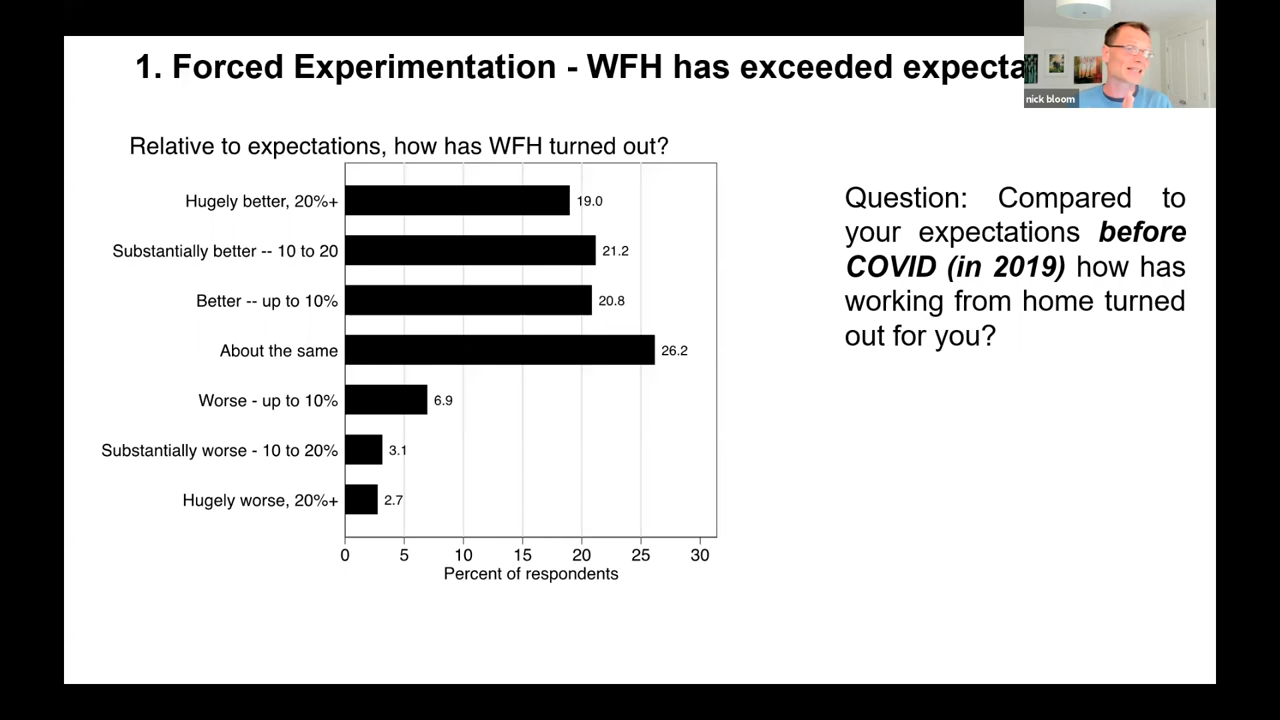 1. Forced Experimentation - WFH has exceeded
nick bloom
Relative to expectations, how has WFH turned out?
Hugely better, 20%+ 19.0
Substantially better -- 10 to 20 21.2
Better -- up to 10% 20.8
About the same 26.2
Worse - up to 10% 6.9
Substantially worse - 10 to 20% 3.1
Hugely worse, 20%+ 2.7
0 5 10 15 20 25 30
Percent of respondents
Question: Compared to
your expectations before
COVID (in 2019) how has
working from home turned
out for you?